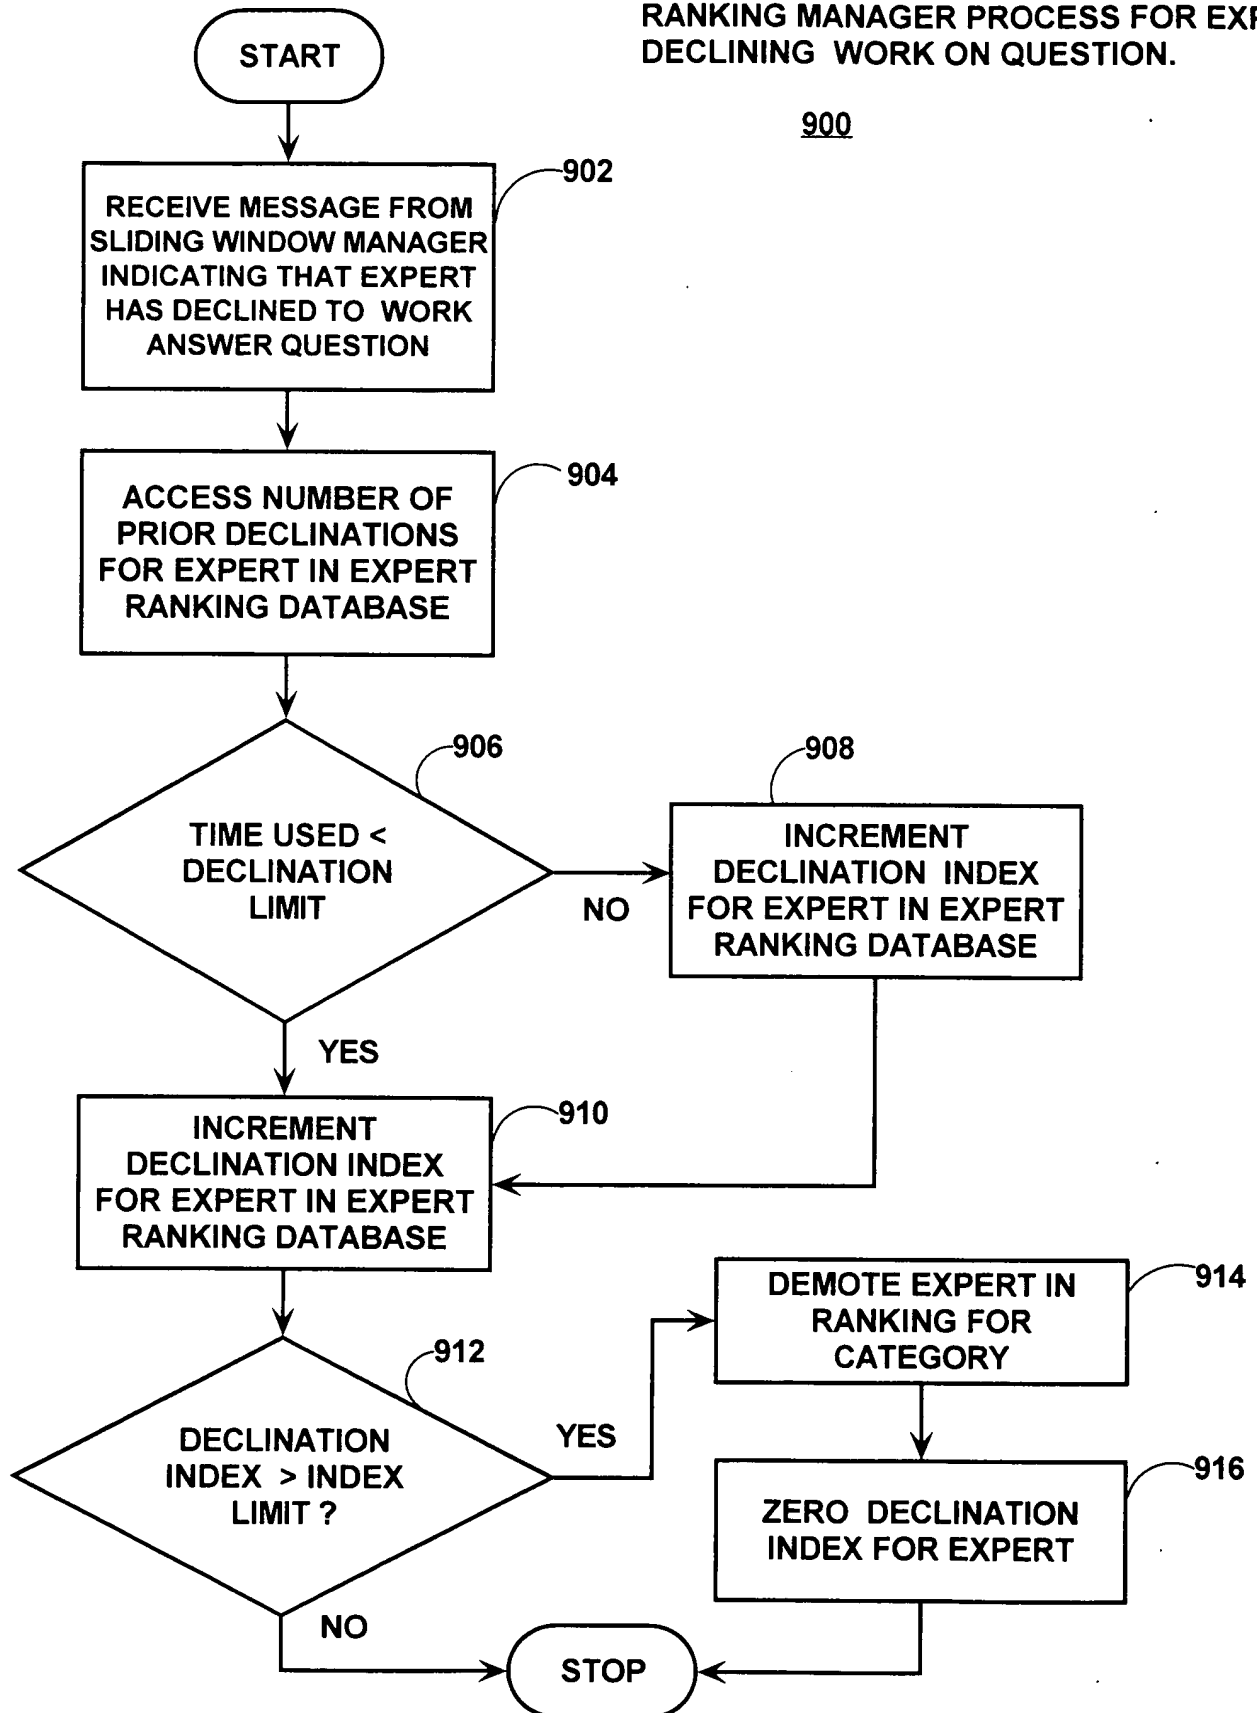 RANKING MANAGER PROCESS FOR
DECLINING WORK ON QUESTION.
900
START
902
RECEIVE MESSAGE FROM
SLIDING WINDOW MANAGER
INDICATING THAT EXPERT
HAS DECLINED TO WORK
ANSWER QUESTION
904
ACCESS NUMBER OF
PRIOR DECLINATIONS
FOR EXPERT IN EXPERT
RANKING DATABASE
906
TIME USED <
DECLINATION
LIMIT
NO
YES
908
INCREMENT
DECLINATION INDEX
FOR EXPERT IN EXPERT
RANKING DATABASE
910
INCREMENT
DECLINATION INDEX
FOR EXPERT IN EXPERT
RANKING DATABASE
912
DECLINATION
INDEX > INDEX
LIMIT ?
YES
NO
914
DEMOTE EXPERT IN
RANKING FOR
CATEGORY
916
ZERO DECLINATION
INDEX FOR EXPERT
STOP